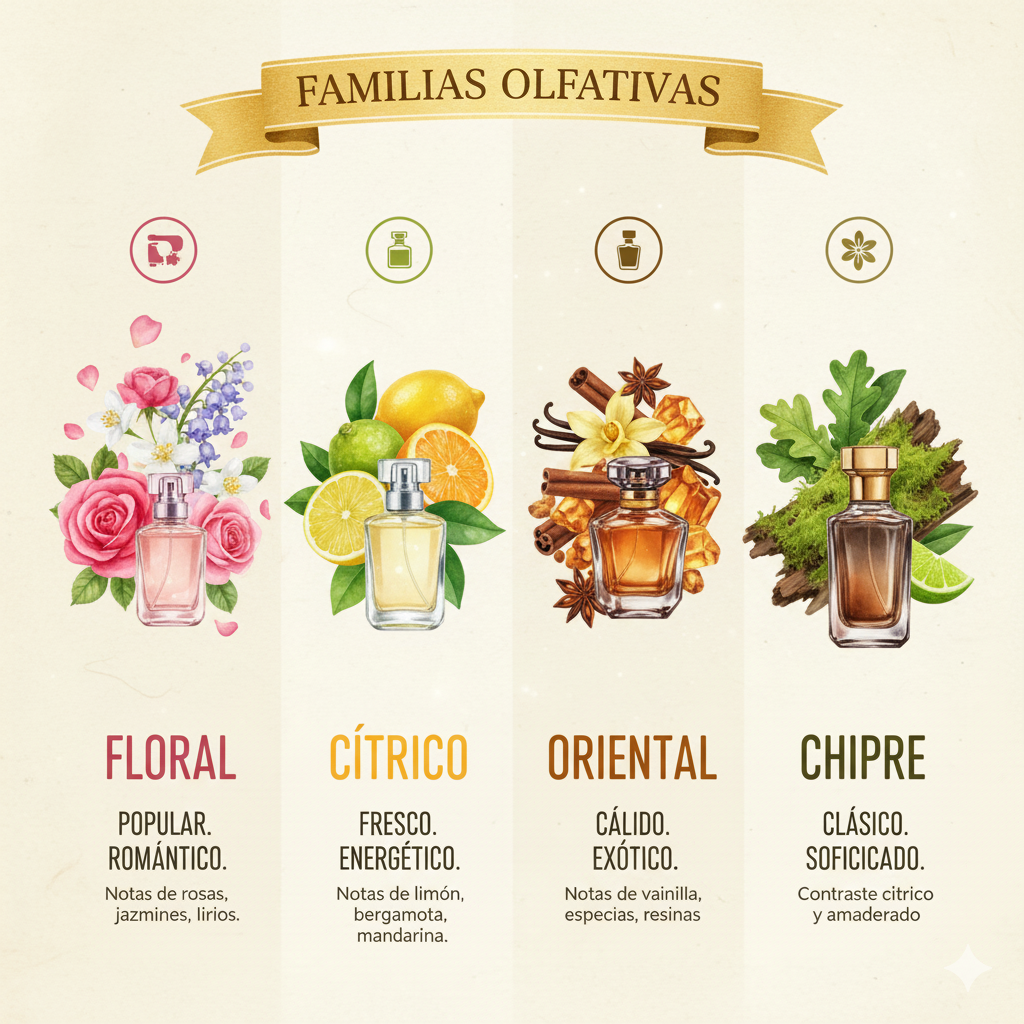 FAMILIAS OLFATIVAS
FLORAL
POPULAR.
ROMÁNTICO.
Notas de rosas,
jazmines, lirios.
CÍTRICO
FRESCO.
ENERGÉTICO.
Notas de limón,
bergamota,
mandarina.
ORIENTAL
CÁLIDO.
EXÓTICO.
Notas de vainilla,
especias, resinas
CHIPRE
CLÁSICO.
SOFICICADO.
Contraste citrico
y amaderado